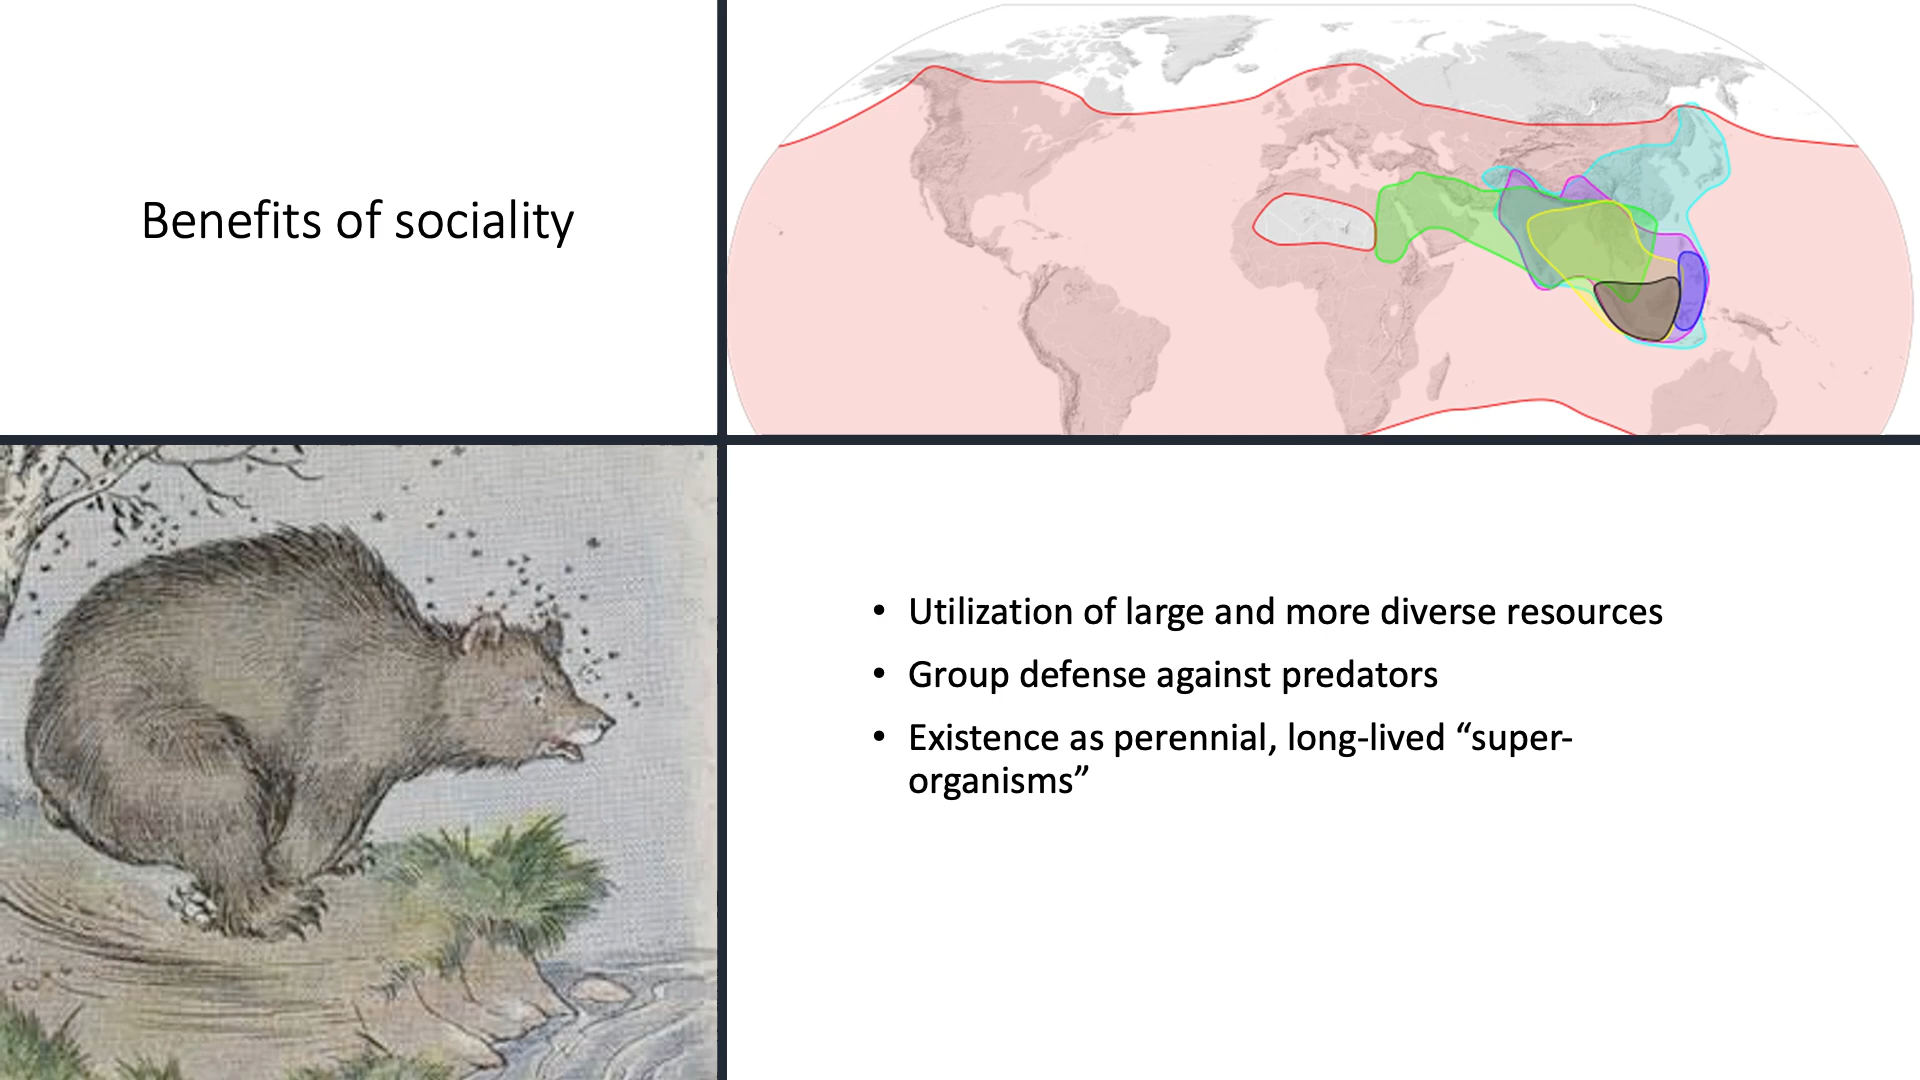 Benefits of sociality
• Utilization of large and more diverse resources
• Group defense against predators
• Existence as perennial, long-lived “super-
organisms”